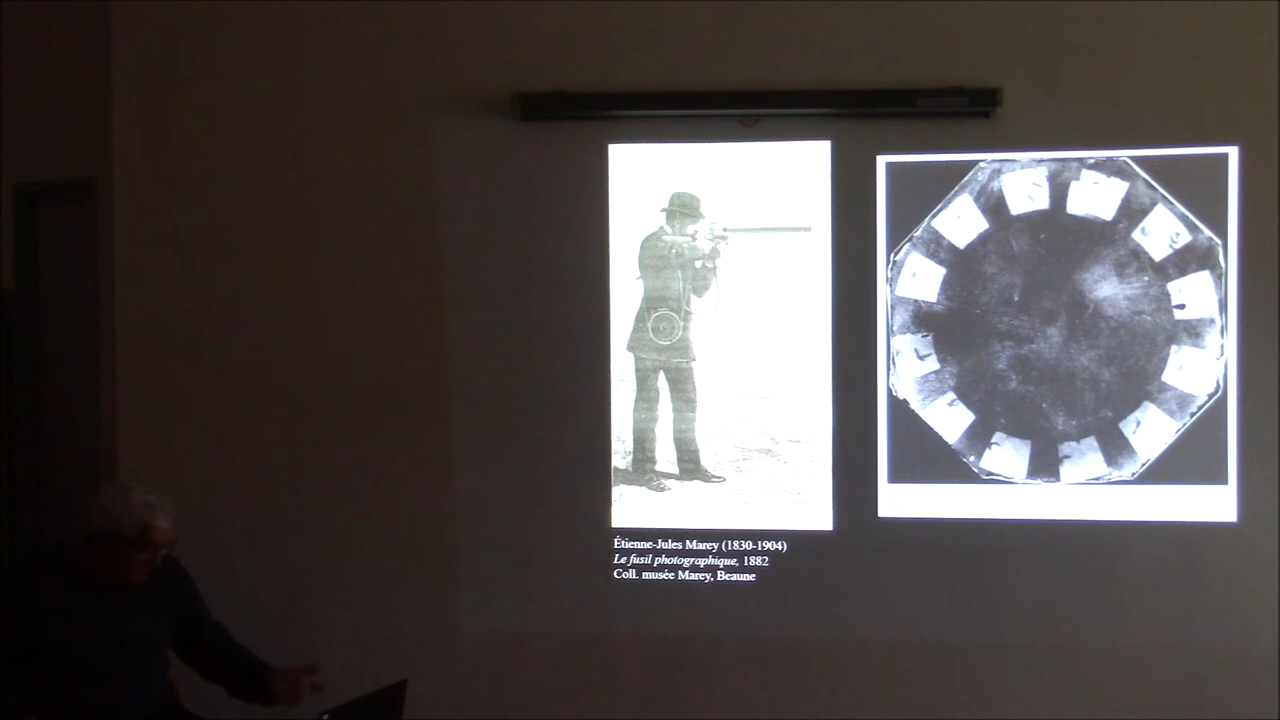 Étienne-Jules Marey (1830-1904)
Le fusil photographique, 1882
Coll. musée Marey, Beaune